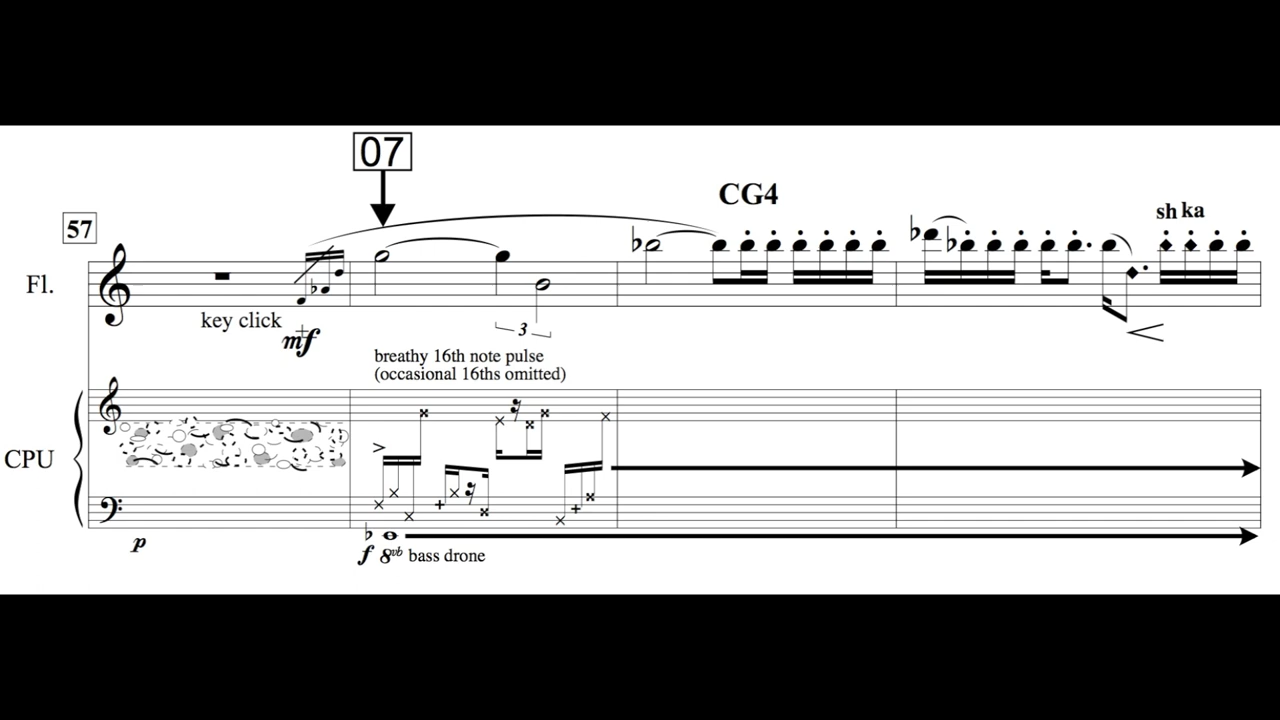 07
CG4
57
sh ka
Fl.
key click
mf
3
breathy 16th note pulse
(occasional 16ths omitted)
CPU
p
f 8vb bass drone